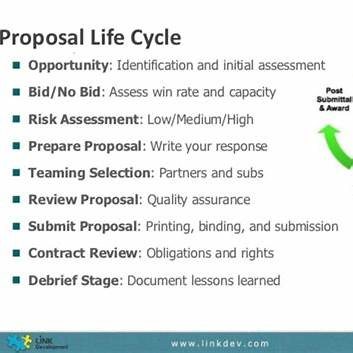 Proposal Life Cycle
Opportunity: Identification and initial assessment
Bid/No Bid: Assess win rate and capacity
Risk Assessment: Low/Medium/High
Prepare Proposal: Write your response
Teaming Selection: Partners and subs
Review Proposal: Quality assurance
Submit Proposal: Printing, binding, and submission
Contract Review: Obligations and rights
Debrief Stage: Document lessons learned
Post
Submittal
& Award
LINK
Development
www.linkdev.com